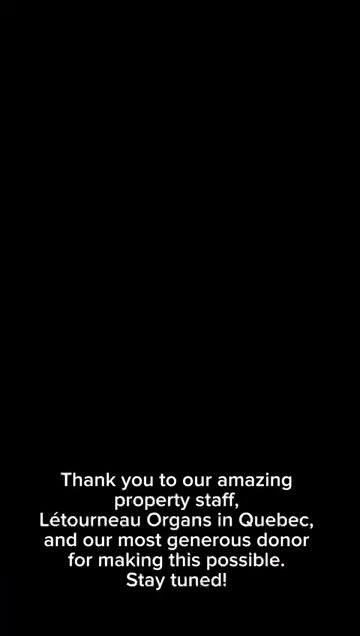 Thank you to our amazing
property staff,
Létourneau Organs in Quebec,
and our most generous donor
for making this possible.
Stay tuned!